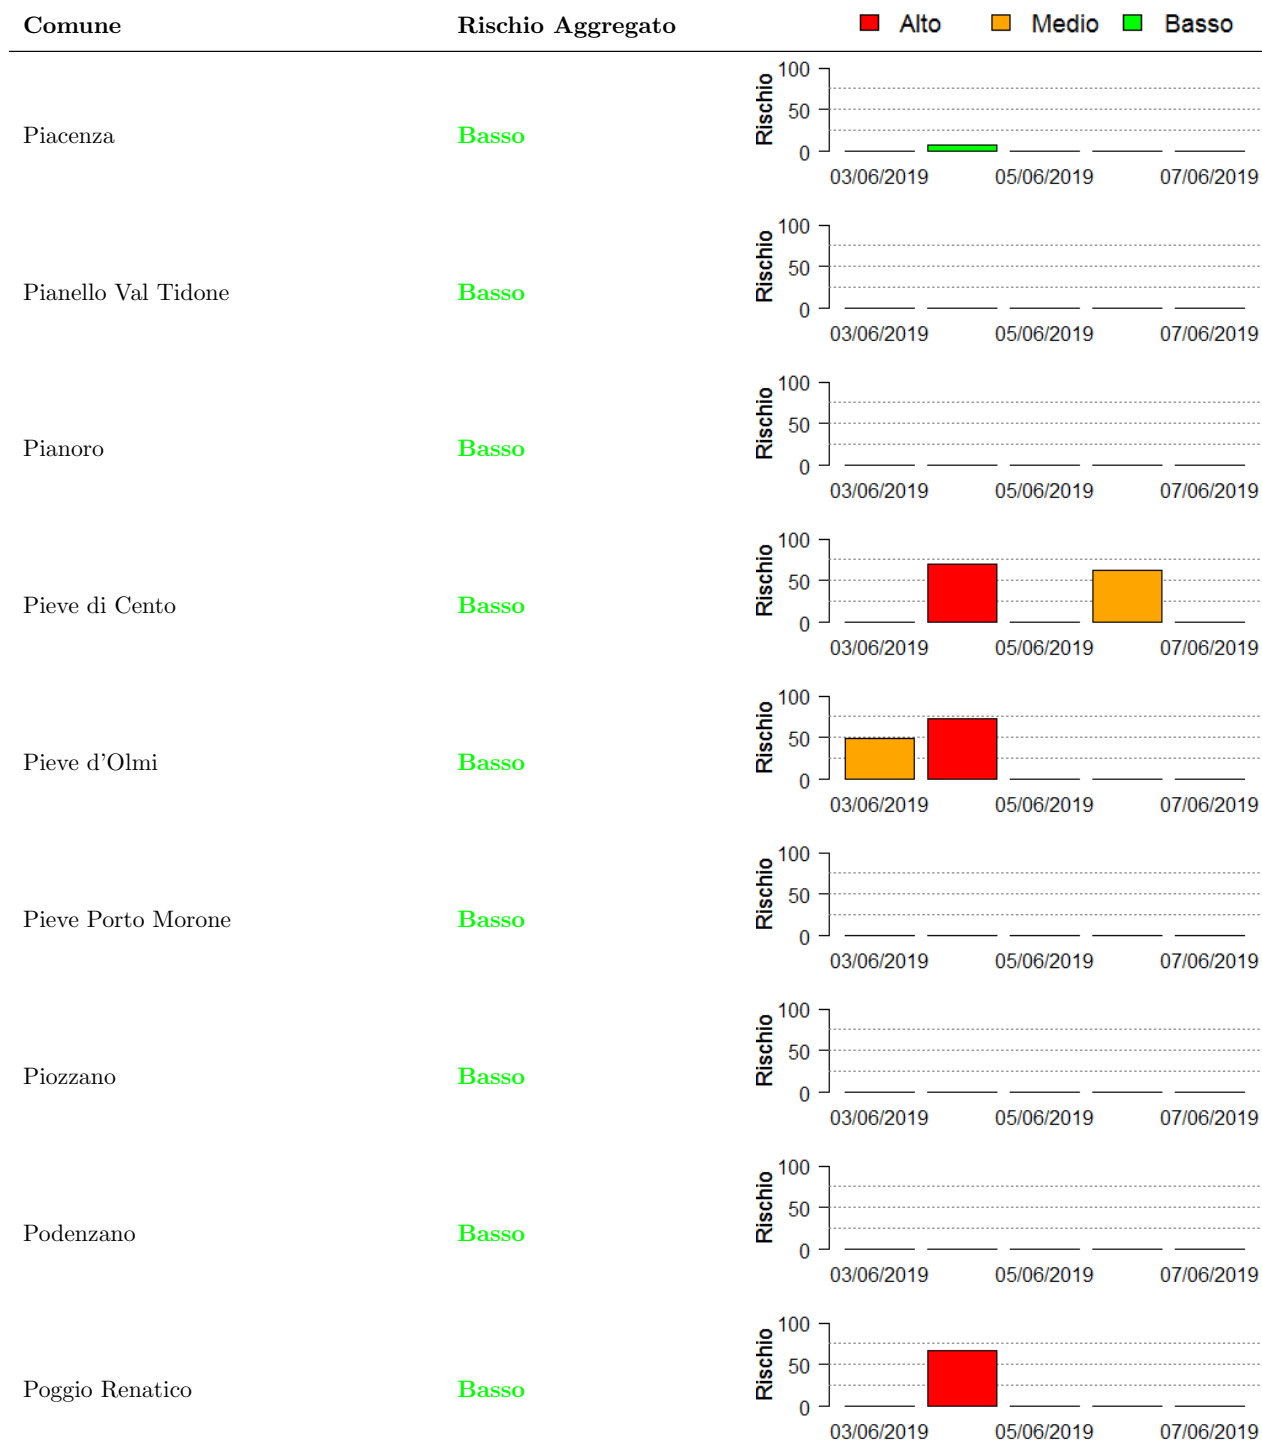 Comune Rischio Aggregato Alto Medio Basso
100
50
0
Rischio
Piacenza Basso
03/06/2019 05/06/2019 07/06/2019
100
50
0
Rischio
Pianello Val Tidone Basso
03/06/2019 05/06/2019 07/06/2019
100
50
0
Rischio
Pianoro Basso
03/06/2019 05/06/2019 07/06/2019
100
50
0
Rischio
Pieve di Cento Basso
03/06/2019 05/06/2019 07/06/2019
100
50
0
Rischio
Pieve d'Olmi Basso
03/06/2019 05/06/2019 07/06/2019
100
50
0
Rischio
Pieve Porto Morone Basso
03/06/2019 05/06/2019 07/06/2019
100
50
0
Rischio
Piozzano Basso
03/06/2019 05/06/2019 07/06/2019
100
50
0
Rischio
Podenzano Basso
03/06/2019 05/06/2019 07/06/2019
100
50
0
Rischio
Poggio Renatico Basso
03/06/2019 05/06/2019 07/06/2019